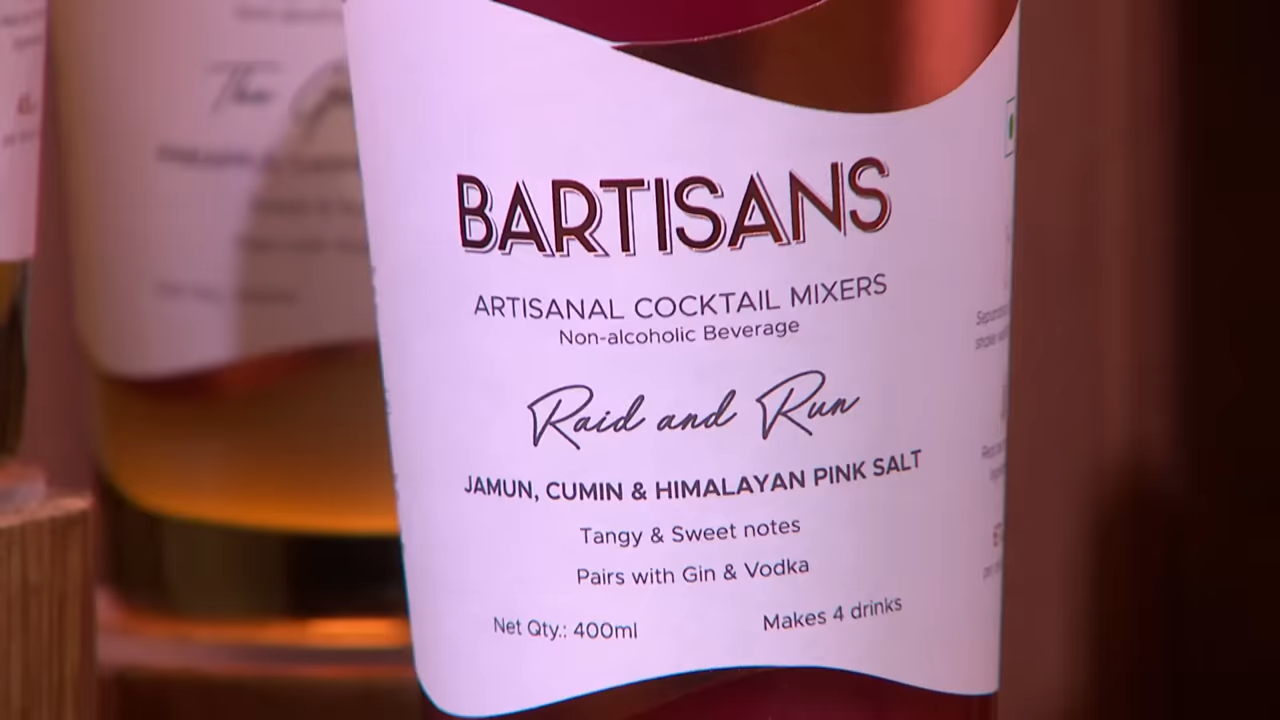 BARTISANS
ARTISANAL COCKTAIL MIXERS
Non-alcoholic Beverage
Raid and Run
JAMUN, CUMIN & HIMALAYAN PINK SALT
Tangy & Sweet notes
Pairs with Gin & Vodka
Net Qty.: 400ml
Makes 4 drinks